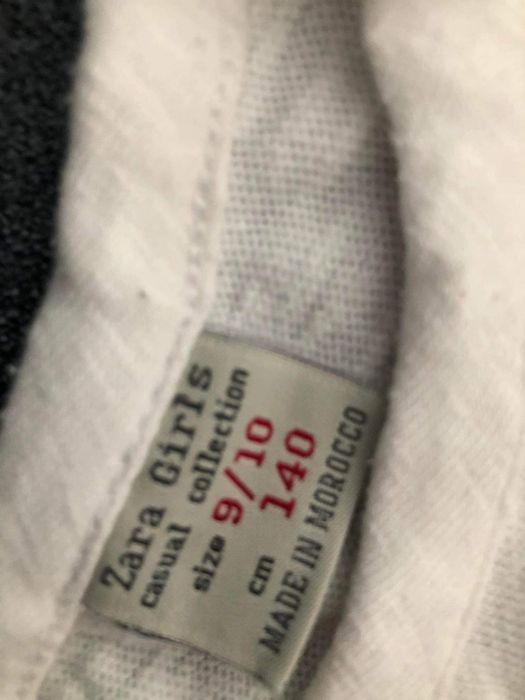 Zara Girls
casual collection
size 9/10
cm 140
MADE IN MOROCCO